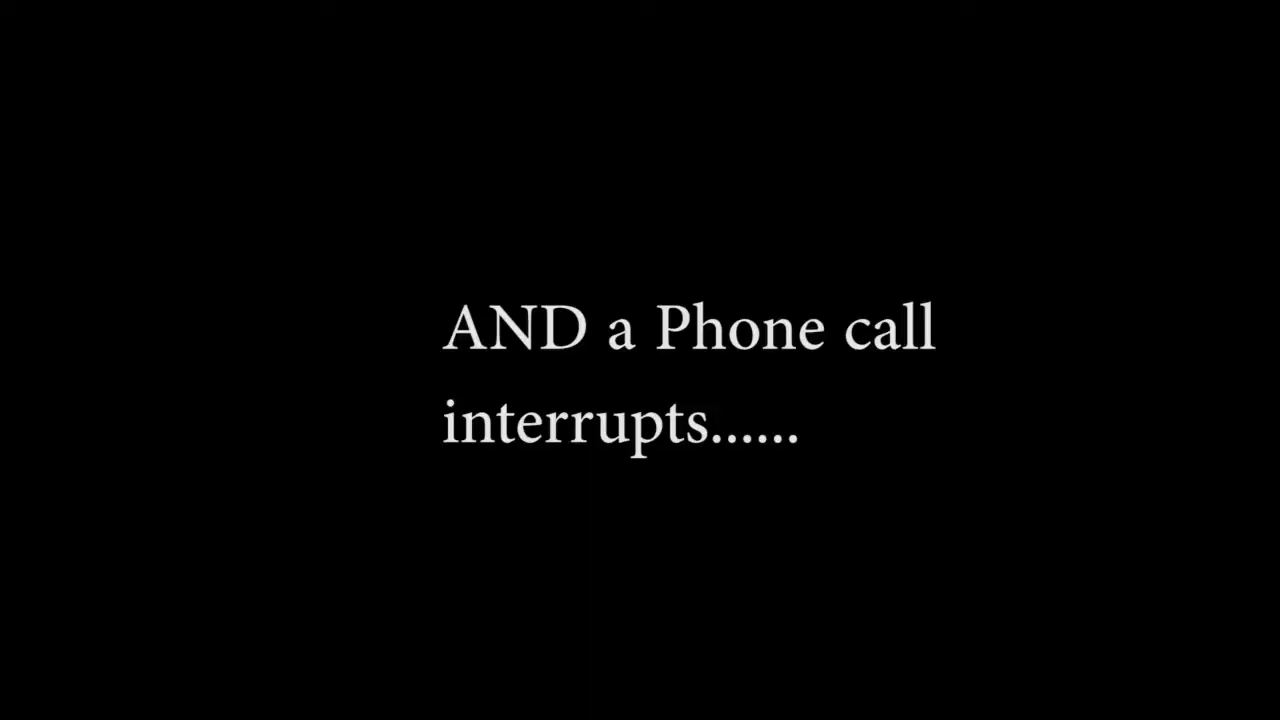 AND a Phone call
interrupts......